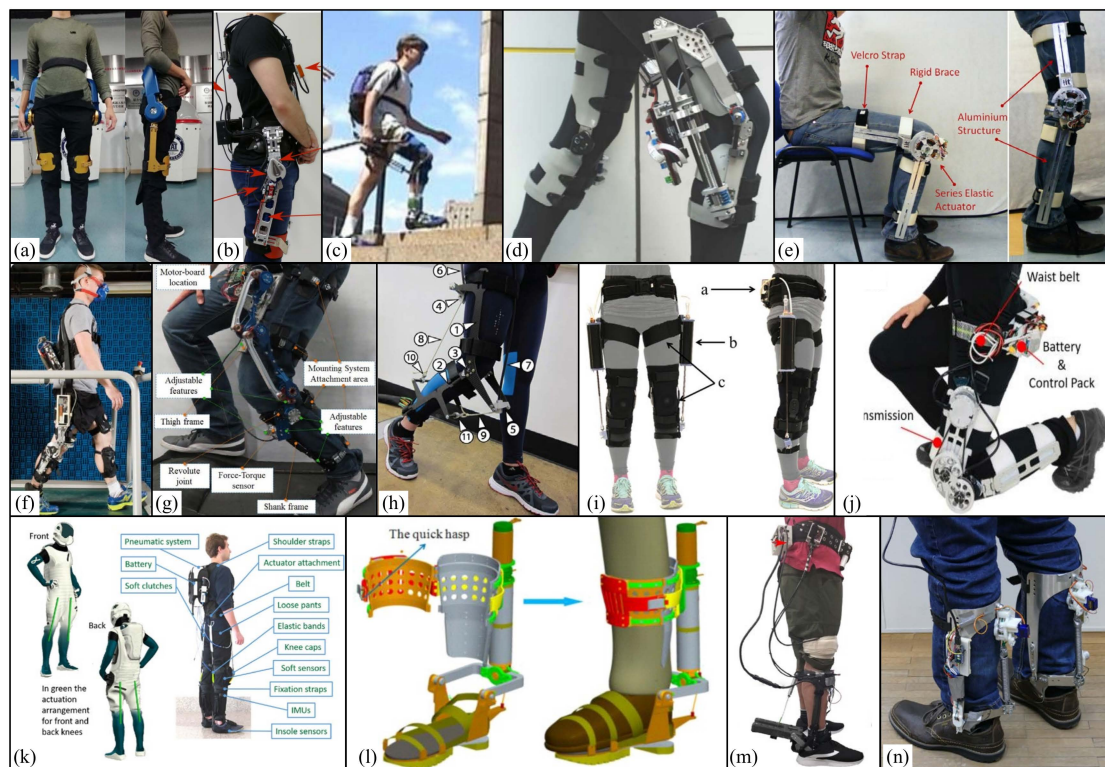 (a)
(b)
(c)
(d)
Velcro Strap
Rigid Brace
Aluminium
Structure
Series Elastic
Actuator
(e)
(f)
Motor-board
location
Adjustable
features
Mounting System
Attachment area
Thigh frame
Adjustable
features
Revolute
joint
Force-Torque
sensor
Shank frame
(g)
6
4
1
8
10
3
2
7
5
11
9
(h)
a
b
c
(i)
Waist belt
Battery
&
Control Pack
nsmission
(j)
Front
Back
In green the
actuation
arrangement
for front and
back knees
Pneumatic system
Battery
Soft clutches
Shoulder straps
Actuator attachment
Belt
Loose pants
Elastic bands
Knee caps
Soft sensors
Fixation straps
IMUs
Insole sensors
(k)
The quick hasp
(l)
(m)
(n)